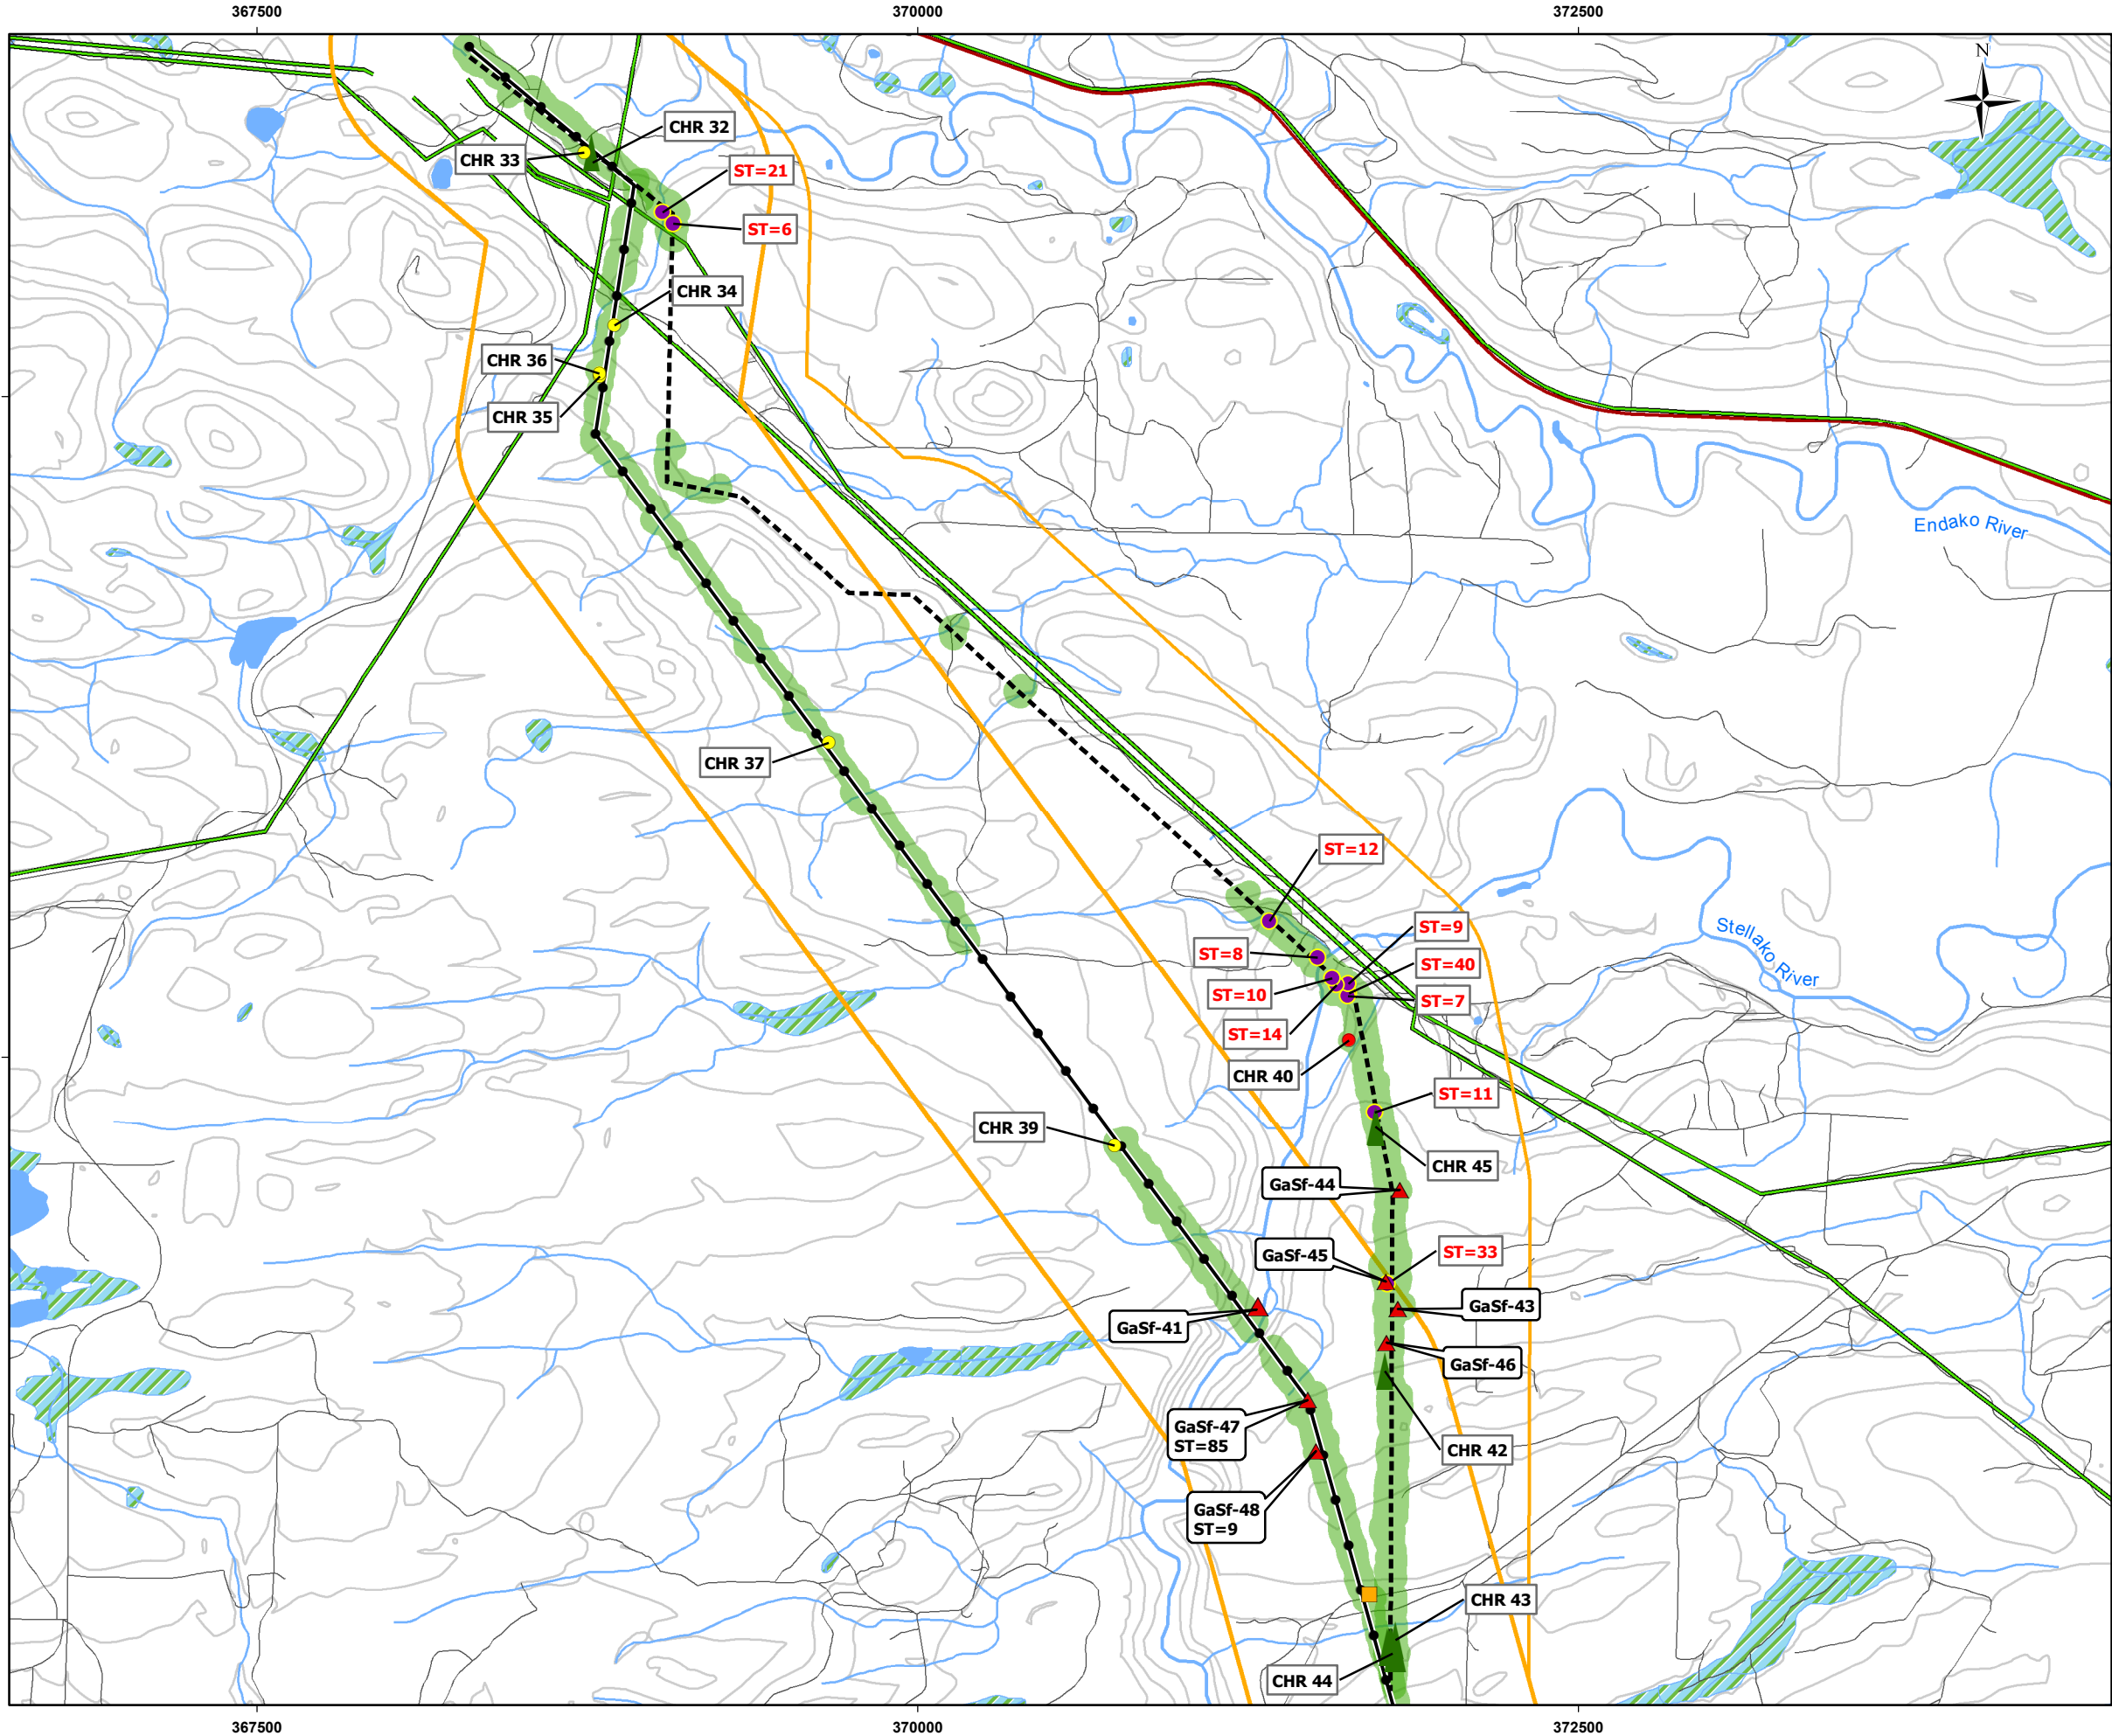 367500
370000
372500
N
CHR 32
CHR 33
ST=21
ST=6
CHR 34
CHR 36
CHR 35
Endako River
CHR 37
ST=12
ST=9
ST=8
ST=40
ST=10
ST=7
Stellako River
ST=14
CHR 40
ST=11
CHR 39
CHR 45
GaSf-44
GaSf-45
ST=33
GaSf-43
GaSf-41
GaSf-46
GaSf-47
ST=85
CHR 42
GaSf-48
ST=9
CHR 43
CHR 44
367500
370000
372500